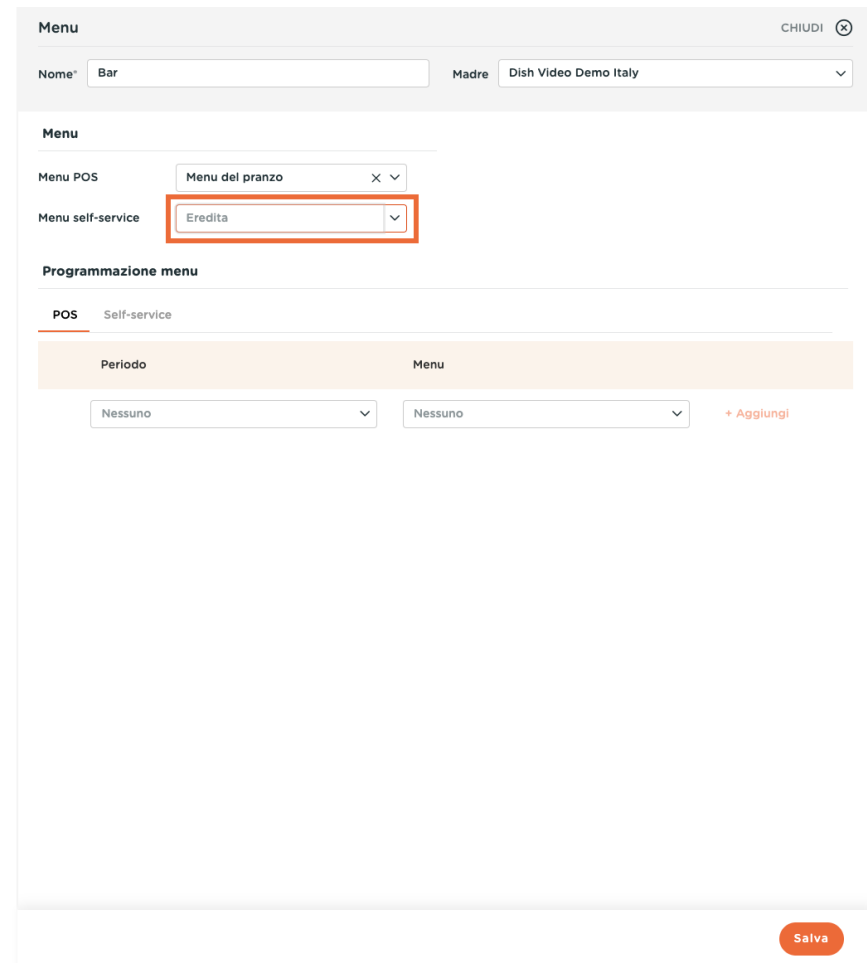 Menu CHIUDI
Nome* Bar Madre Dish Video Demo Italy
Menu
Menu POS Menu del pranzo
Menu self-service Eredita
Programmazione menu
POS Self-service
Periodo Menu
Nessuno Nessuno + Aggiungi
Salva